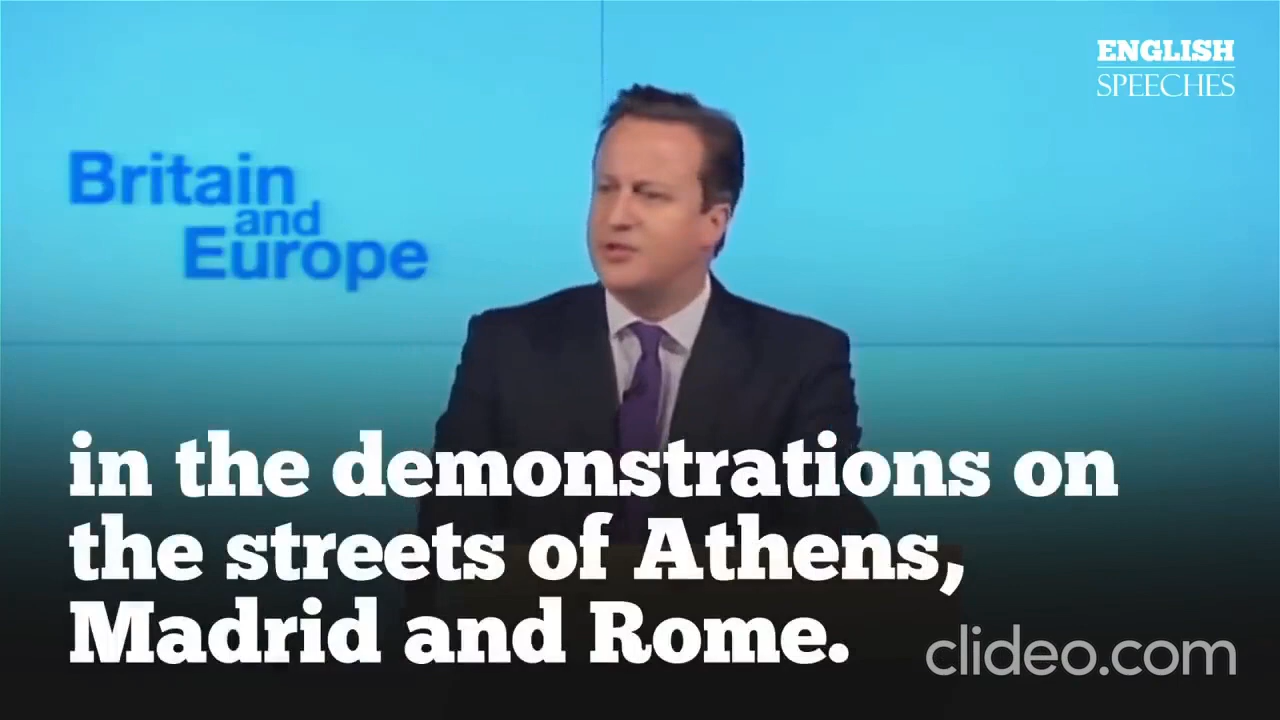 ENGLISH
SPEECHES
Britain
and
Europe
in the demonstrations on
the streets of Athens,
Madrid and Rome.
clideo.com